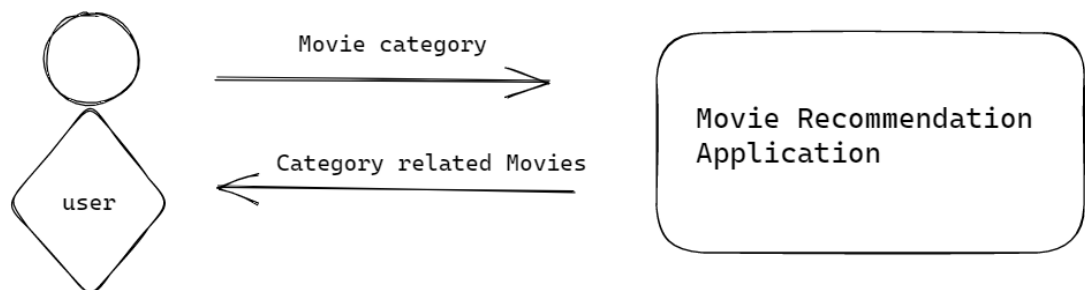 Movie category
Movie Recommendation
Application
Category related Movies
user